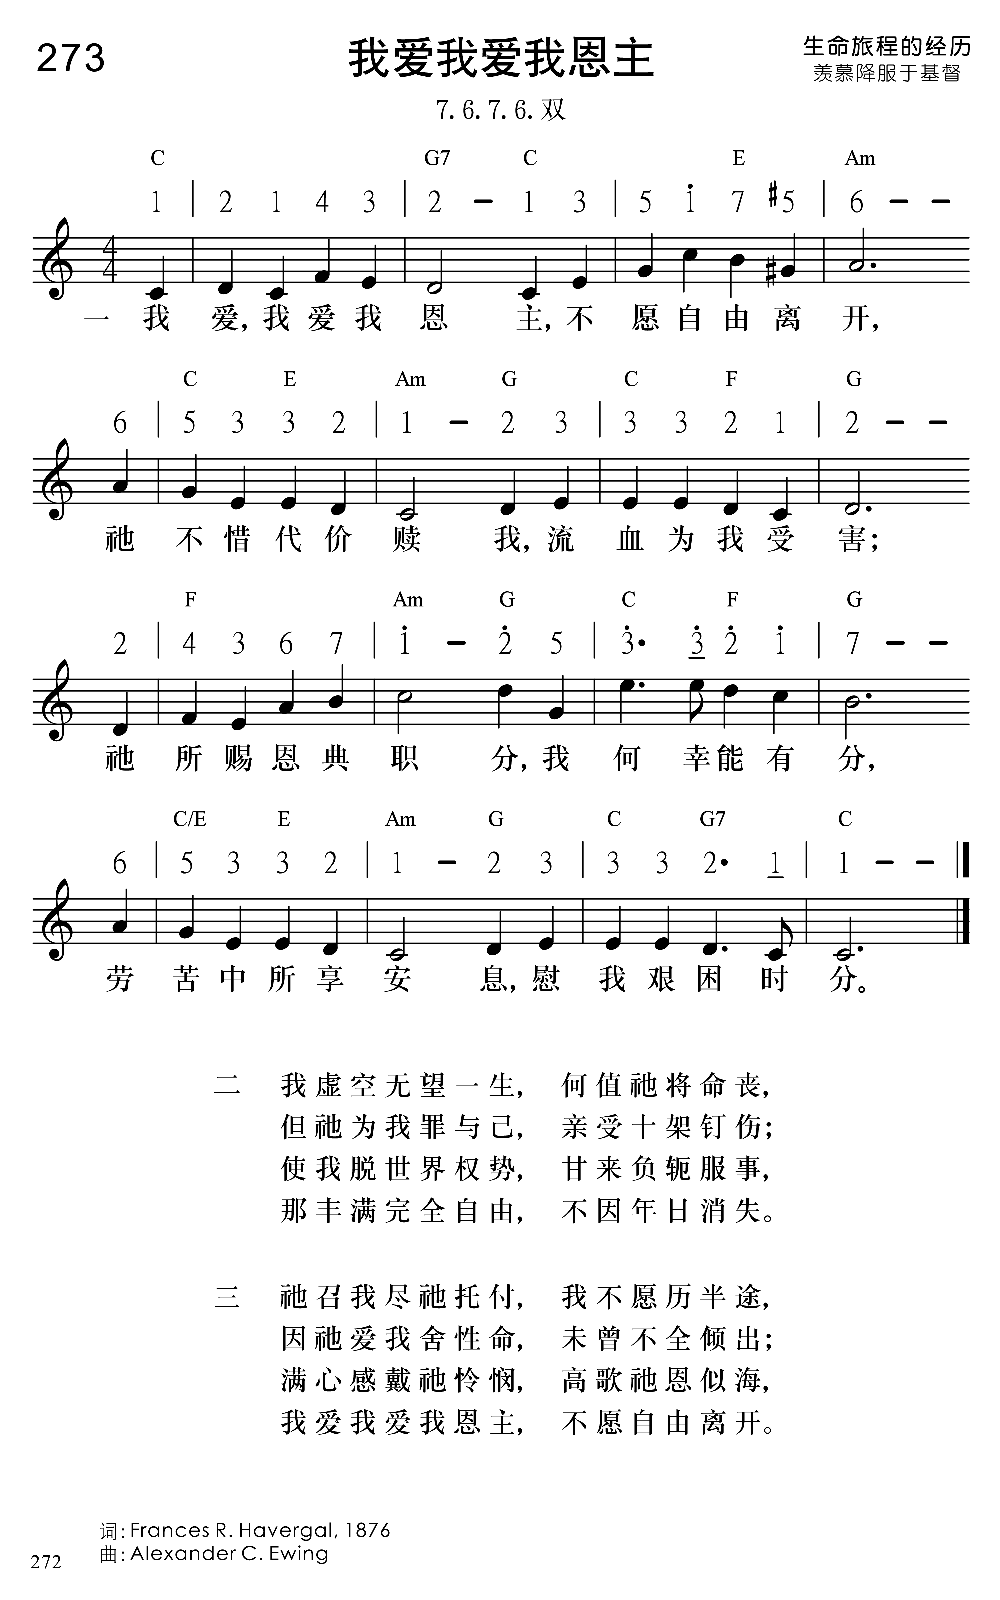 273
我爱我爱我恩主
生命旅程的经历
羡慕降服于基督
7. 6. 7. 6. 双
C G7 C E Am
1 | 2 1 4 3 | 2 – 1 3 | 5 1̇ 7 #5 | 6 – –
4
4
一 我 爱, 我 爱 我 恩 主, 不 愿 自 由 离 开,
C E Am G C F G
6 | 5 3 3 2 | 1 – 2 3 | 3 3 2 1 | 2 – –
祂 不 惜 代 价 赎 我, 流 血 为 我 受 害;
F Am G C F G
2 | 4 3 6 7 | 1̇ – 2̇ 5 | 3̇· 3̲̇ 2̇ 1̇ | 7 – –
祂 所 赐 恩 典 职 分, 我 何 幸 能 有 分,
C/E E Am G C G7 C
6 | 5 3 3 2 | 1 – 2 3 | 3 3 2· 1̲ | 1 – –
劳 苦 中 所 享 安 息, 慰 我 艰 困 时 分。
二 我虚空无望一生, 何值祂将命丧,
但祂为我罪与己, 亲受十架钉伤;
使我脱世界权势, 甘来负轭服事,
那丰满完全自由, 不因年日消失。
三 祂召我尽祂托付, 我不愿历半途,
因祂爱我舍性命, 未曾不全倾出;
满心感戴祂怜悯, 高歌祂恩似海,
我爱我爱我恩主, 不愿自由离开。
词: Frances R. Havergal, 1876
曲: Alexander C. Ewing
272